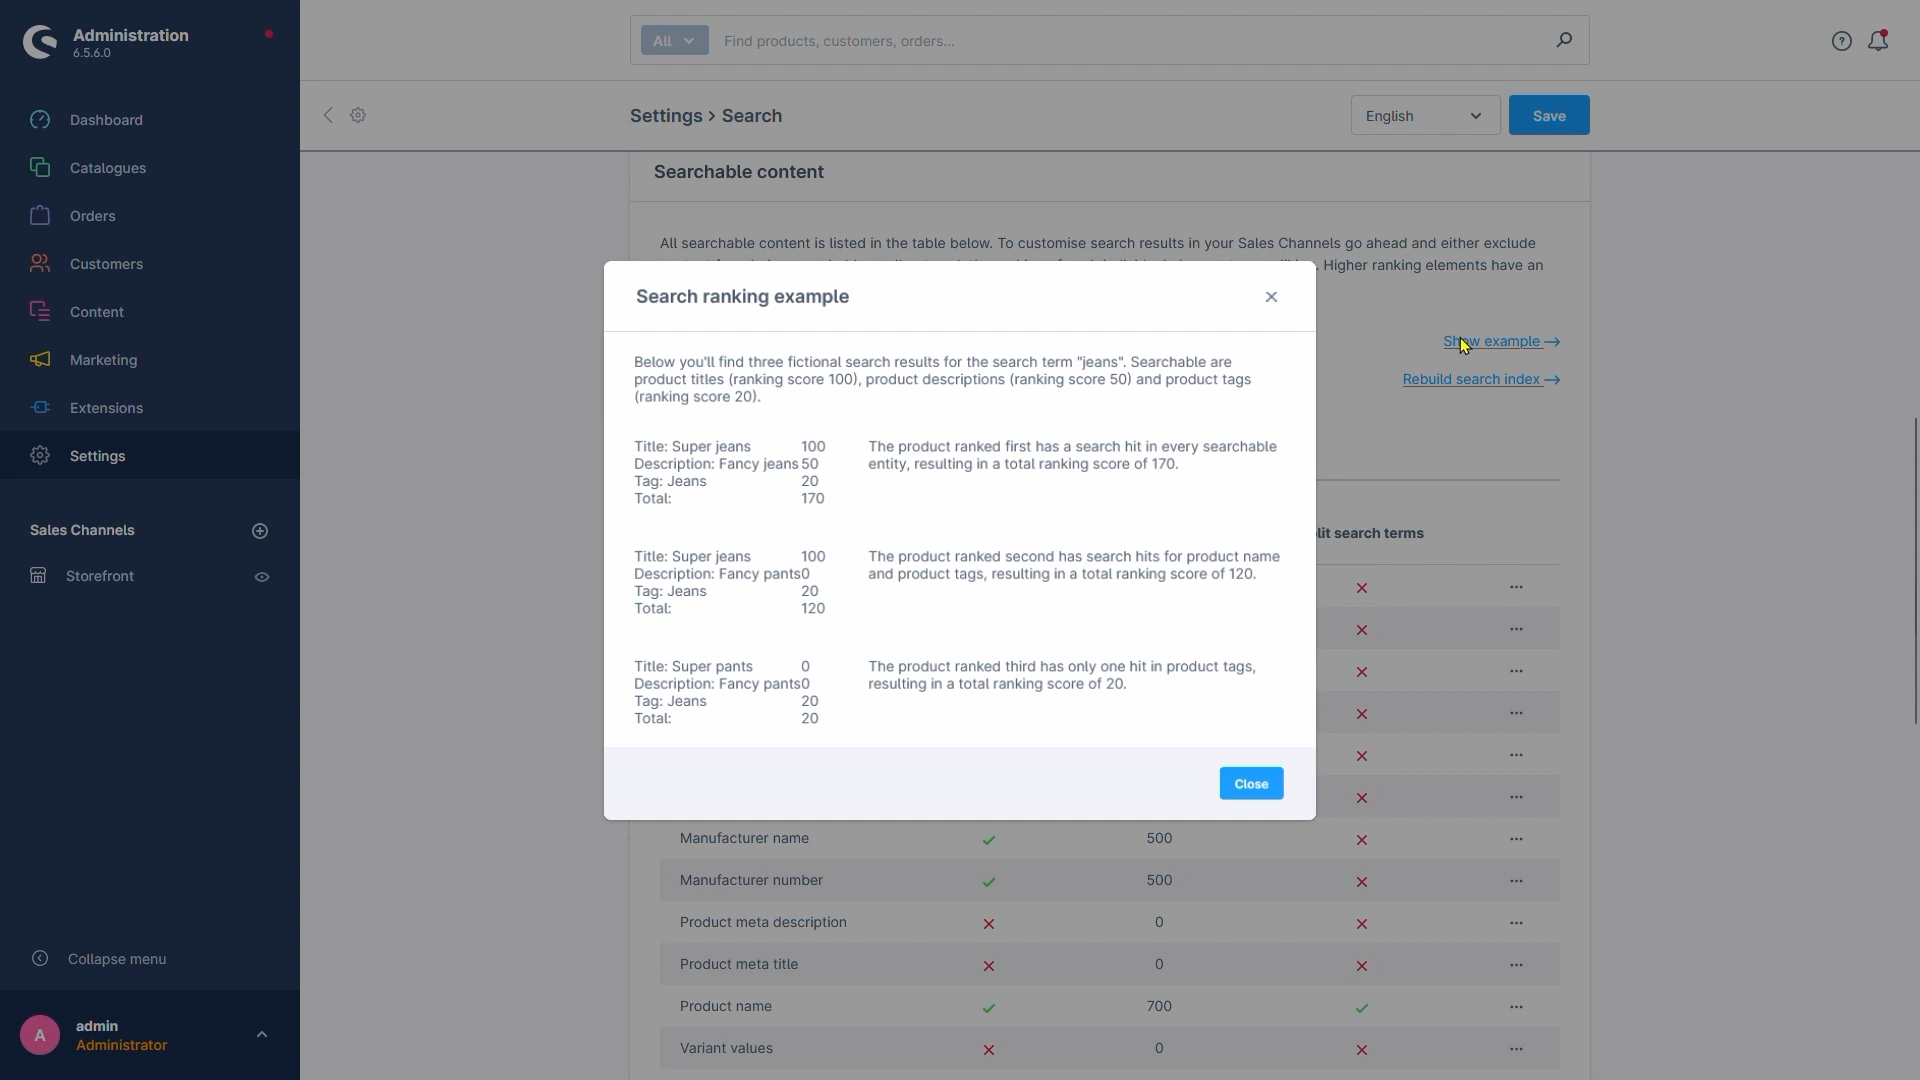 Administration
6.5.6.0
All
Find products, customers, orders...
Dashboard
Catalogues
Orders
Customers
Content
Marketing
Extensions
Settings
Sales Channels
Storefront
Collapse menu
A
admin
Administrator
Settings > Search
English
Save
Searchable content
All searchable content is listed in the table below. To customise search results in your Sales Channels go ahead and either exclude
. Higher ranking elements have an
Show example
Rebuild search index
lit search terms
Search ranking example
Below you'll find three fictional search results for the search term "jeans". Searchable are
product titles (ranking score 100), product descriptions (ranking score 50) and product tags
(ranking score 20).
Title: Super jeans 100
Description: Fancy jeans 50
Tag: Jeans 20
Total: 170
The product ranked first has a search hit in every searchable
entity, resulting in a total ranking score of 170.
Title: Super jeans 100
Description: Fancy pants0
Tag: Jeans 20
Total: 120
The product ranked second has search hits for product name
and product tags, resulting in a total ranking score of 120.
Title: Super pants 0
Description: Fancy pants0
Tag: Jeans 20
Total: 20
The product ranked third has only one hit in product tags,
resulting in a total ranking score of 20.
Close
Manufacturer name 500
Manufacturer number 500
Product meta description 0
Product meta title 0
Product name 700
Variant values 0